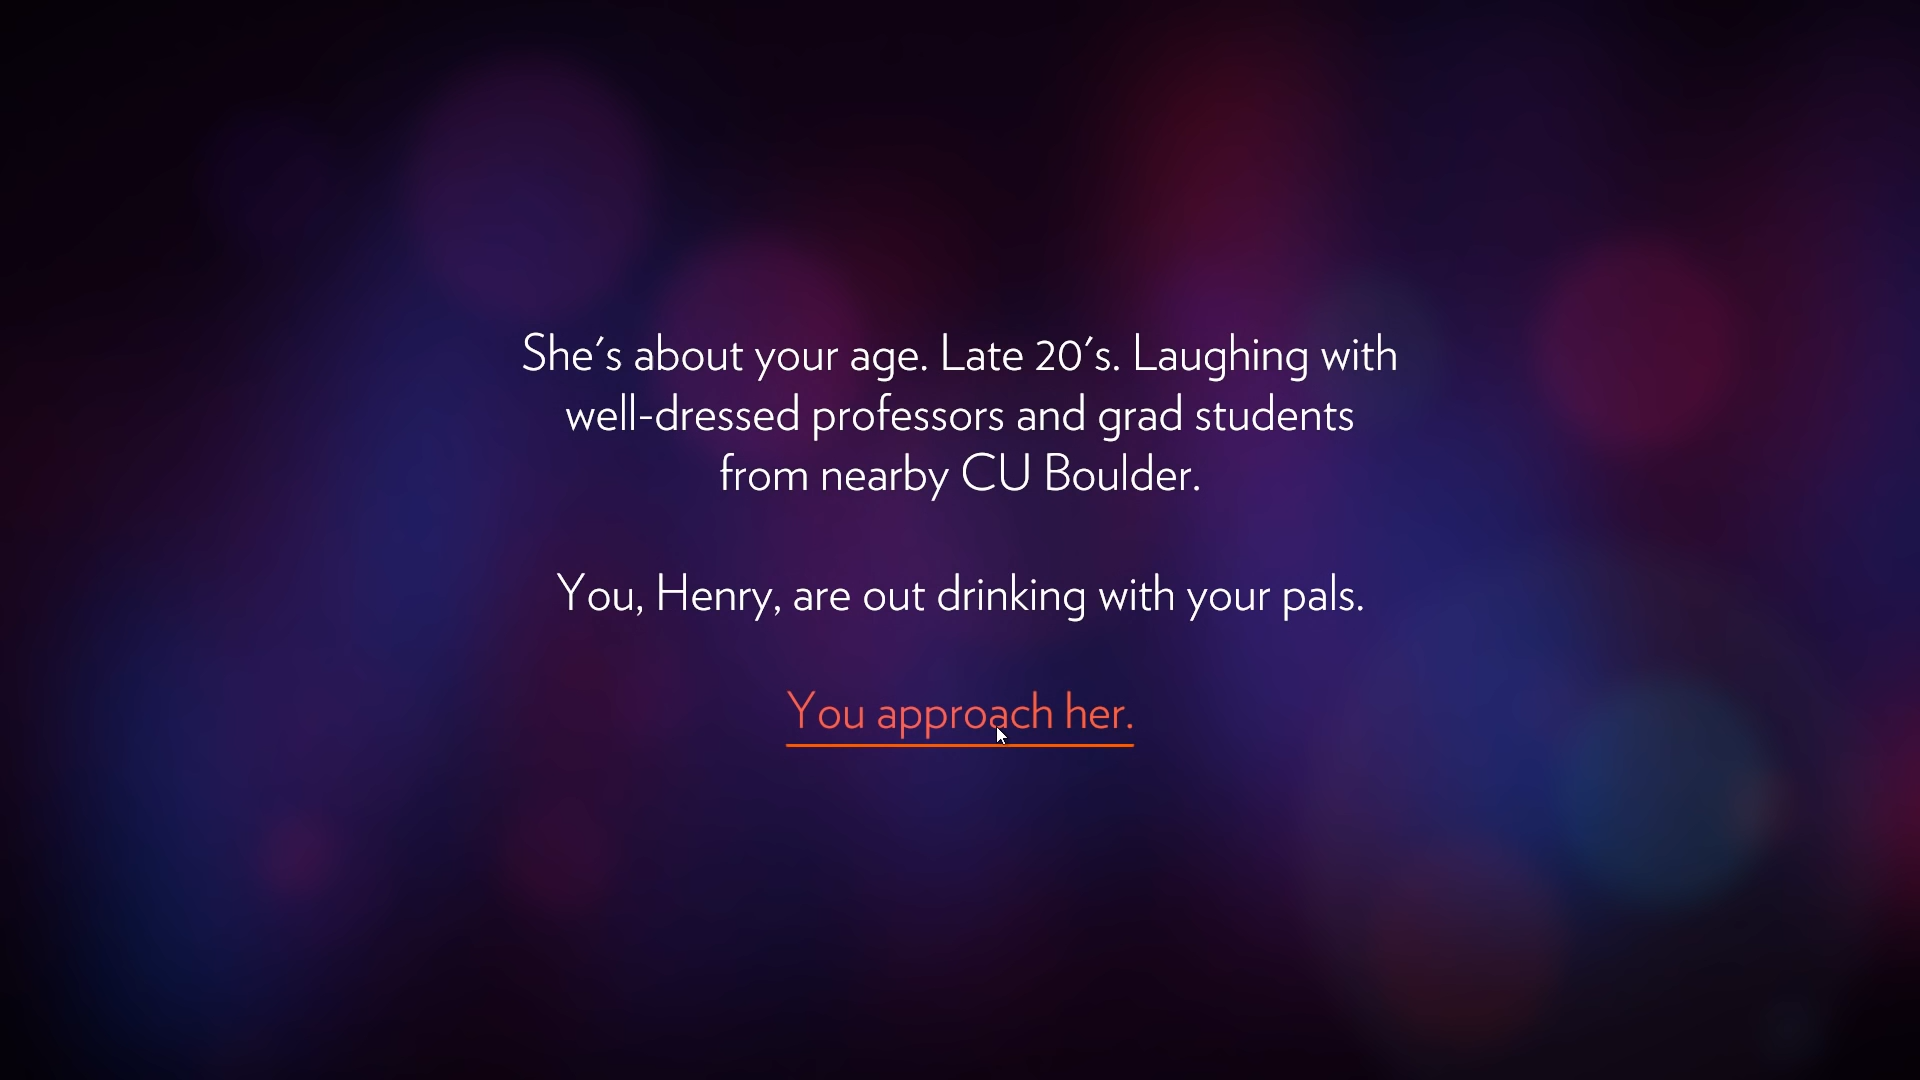 She's about your age. Late 20's. Laughing with
well-dressed professors and grad students
from nearby CU Boulder.
You, Henry, are out drinking with your pals.
You approach her.